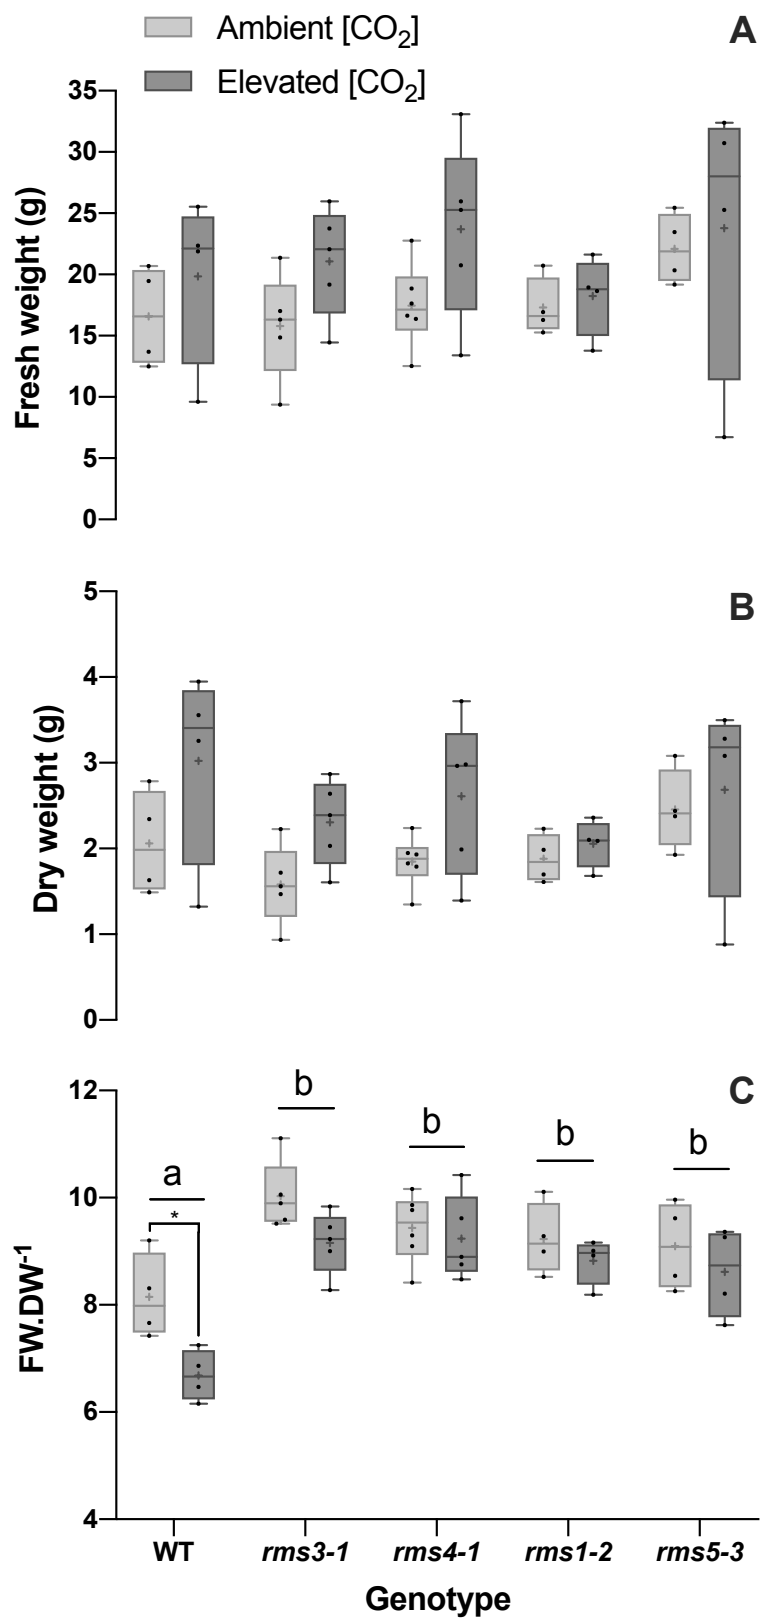 Ambient [CO₂]
A
Elevated [CO₂]
35
30
25
20
15
10
5
0
Fresh weight (g)
B
5
4
3
2
1
0
Dry weight (g)
C
12
10
8
6
4
FW.DW⁻¹
a
*
b
b
b
b
WT rms3-1 rms4-1 rms1-2 rms5-3
Genotype